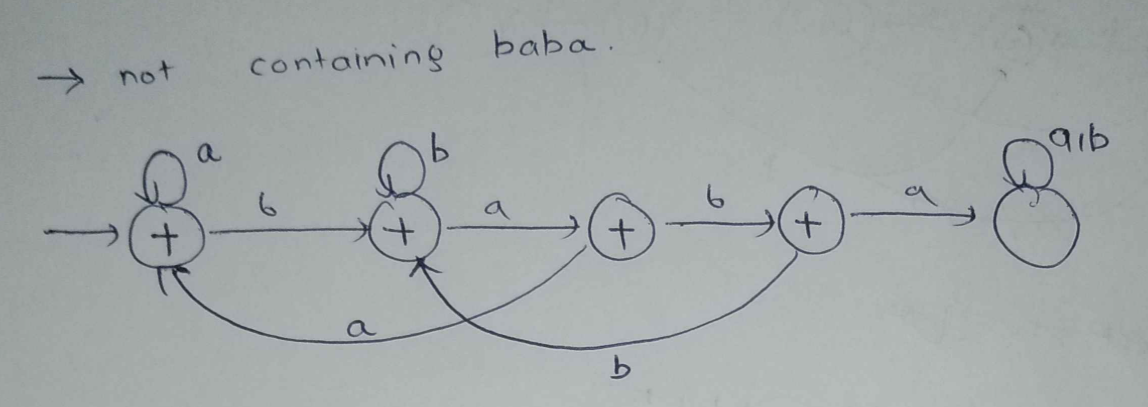 → not containing baba.
a b a,b
b a b a
+ + + +
a
b